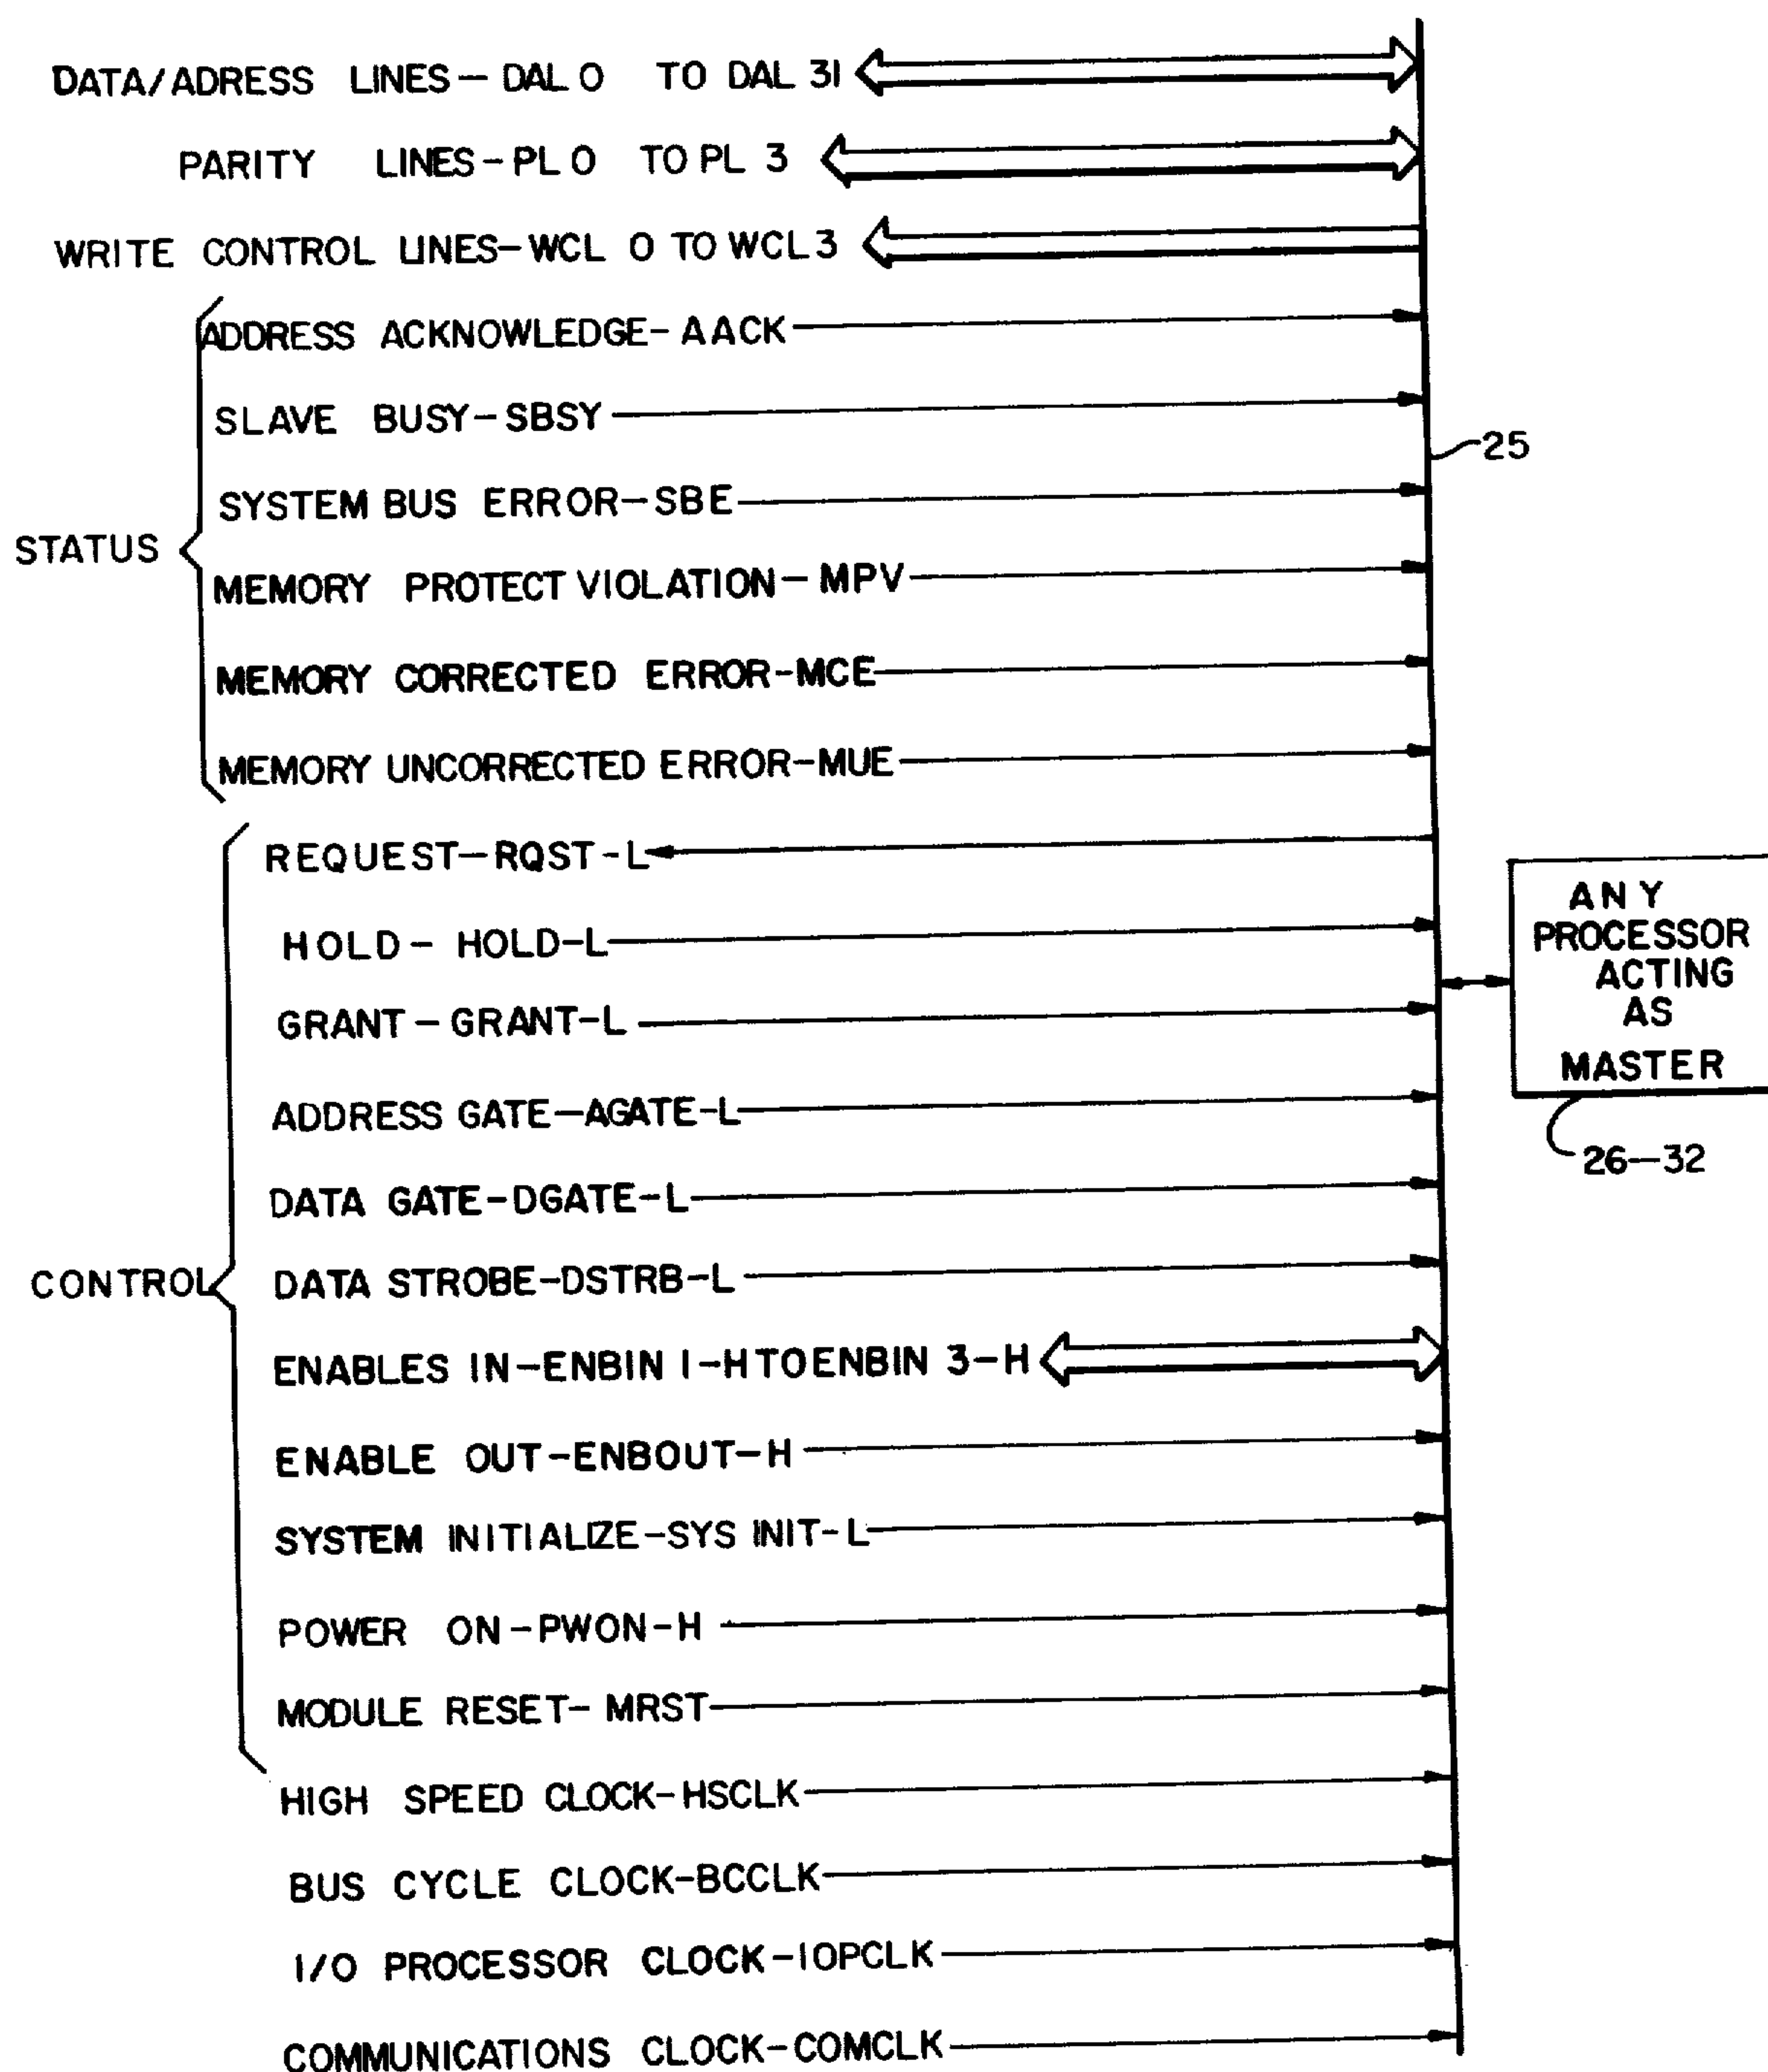 DATA/ADRESS LINES-DAL 0 TO DAL 31
PARITY LINES-PL 0 TO PL 3
WRITE CONTROL LINES-WCL 0 TO WCL 3
STATUS
ADDRESS ACKNOWLEDGE-AACK
SLAVE BUSY-SBSY
SYSTEM BUS ERROR-SBE
MEMORY PROTECT VIOLATION-MPV
MEMORY CORRECTED ERROR-MCE
MEMORY UNCORRECTED ERROR-MUE
25
CONTROL
REQUEST-RQST-L
HOLD-HOLD-L
GRANT-GRANT-L
ADDRESS GATE-AGATE-L
DATA GATE-DGATE-L
DATA STROBE-DSTRB-L
ENABLES IN-ENBIN 1-H TO ENBIN 3-H
ENABLE OUT-ENBOUT-H
SYSTEM INITIALIZE-SYS INIT-L
POWER ON-PWON-H
MODULE RESET-MRST
HIGH SPEED CLOCK-HSCLK
BUS CYCLE CLOCK-BCCLK
I/O PROCESSOR CLOCK-IOPCLK
COMMUNICATIONS CLOCK-COMCLK
ANY
PROCESSOR
ACTING
AS
MASTER
26-32